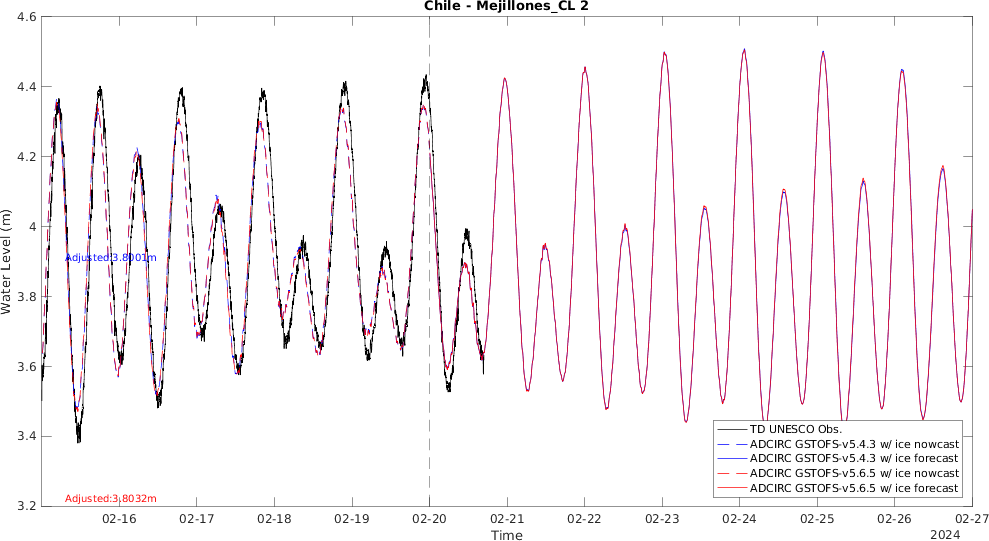 Chile - Mejillones_CL 2
4.6
4.4
4.2
4
3.8
3.6
3.4
3.2
Water Level (m)
Adjusted:3.8001m
Adjusted:3.8032m
TD UNESCO Obs.
ADCIRC GSTOFS-v5.4.3 w/ ice nowcast
ADCIRC GSTOFS-v5.4.3 w/ ice forecast
ADCIRC GSTOFS-v5.6.5 w/ ice nowcast
ADCIRC GSTOFS-v5.6.5 w/ ice forecast
02-16 02-17 02-18 02-19 02-20 02-21 02-22 02-23 02-24 02-25 02-26 02-27
Time
2024